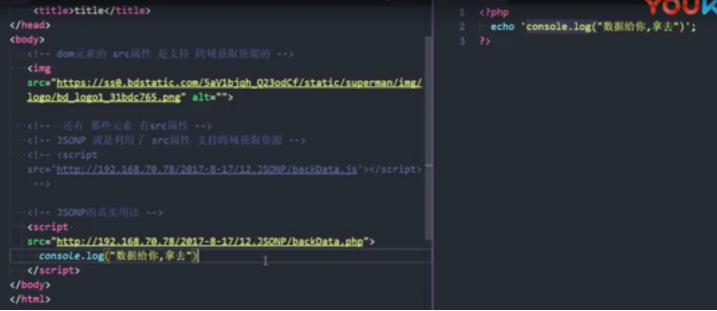 <title>title</title>
</head>
<body>
<!-- dom元素的 src属性 是支持 跨域获取资源的 -->
<img
src="https://ss0.bdstatic.com/5aV1bjqh_Q23odCf/static/superman/img/
logo/bd_logo1_31bdc765.png" alt="">
<!-- 还有 那些元素 有src属性 -->
<!-- JSONP 就是利用了 src属性 支持跨域获取资源 -->
<!-- <script
src='http://192.168.70.78/2017-8-17/12.JSONP/backData.js'></script>
-->
<!-- JSONP的真实用法 -->
<script
src="http://192.168.70.78/2017-8-17/12.JSONP/backData.php">
console.log("数据给你,拿去")
</script>
</body>
</html>
1 <?php
2 echo 'console.log("数据给你,拿去")';
3 ?>
YOUK